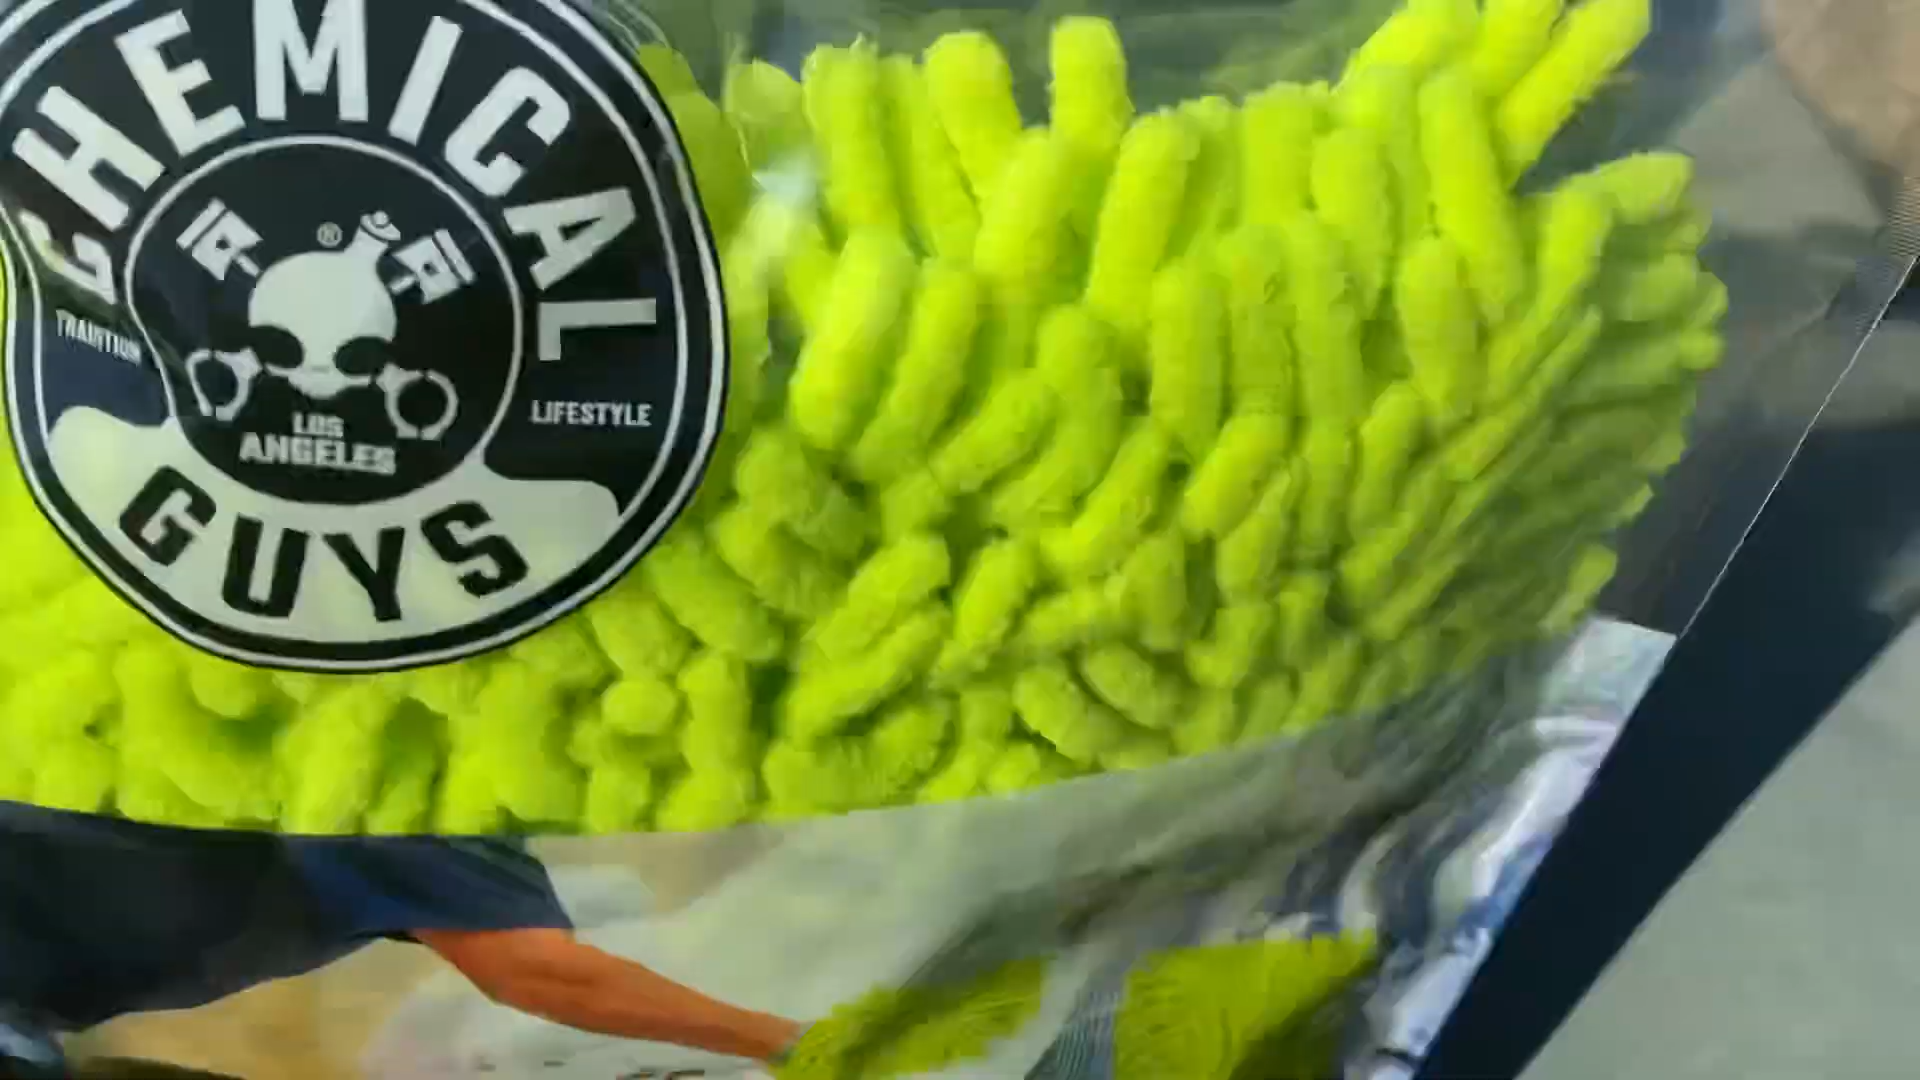 CHEMICAL
®
TRADITION
LIFESTYLE
LOS
ANGELES
GUYS